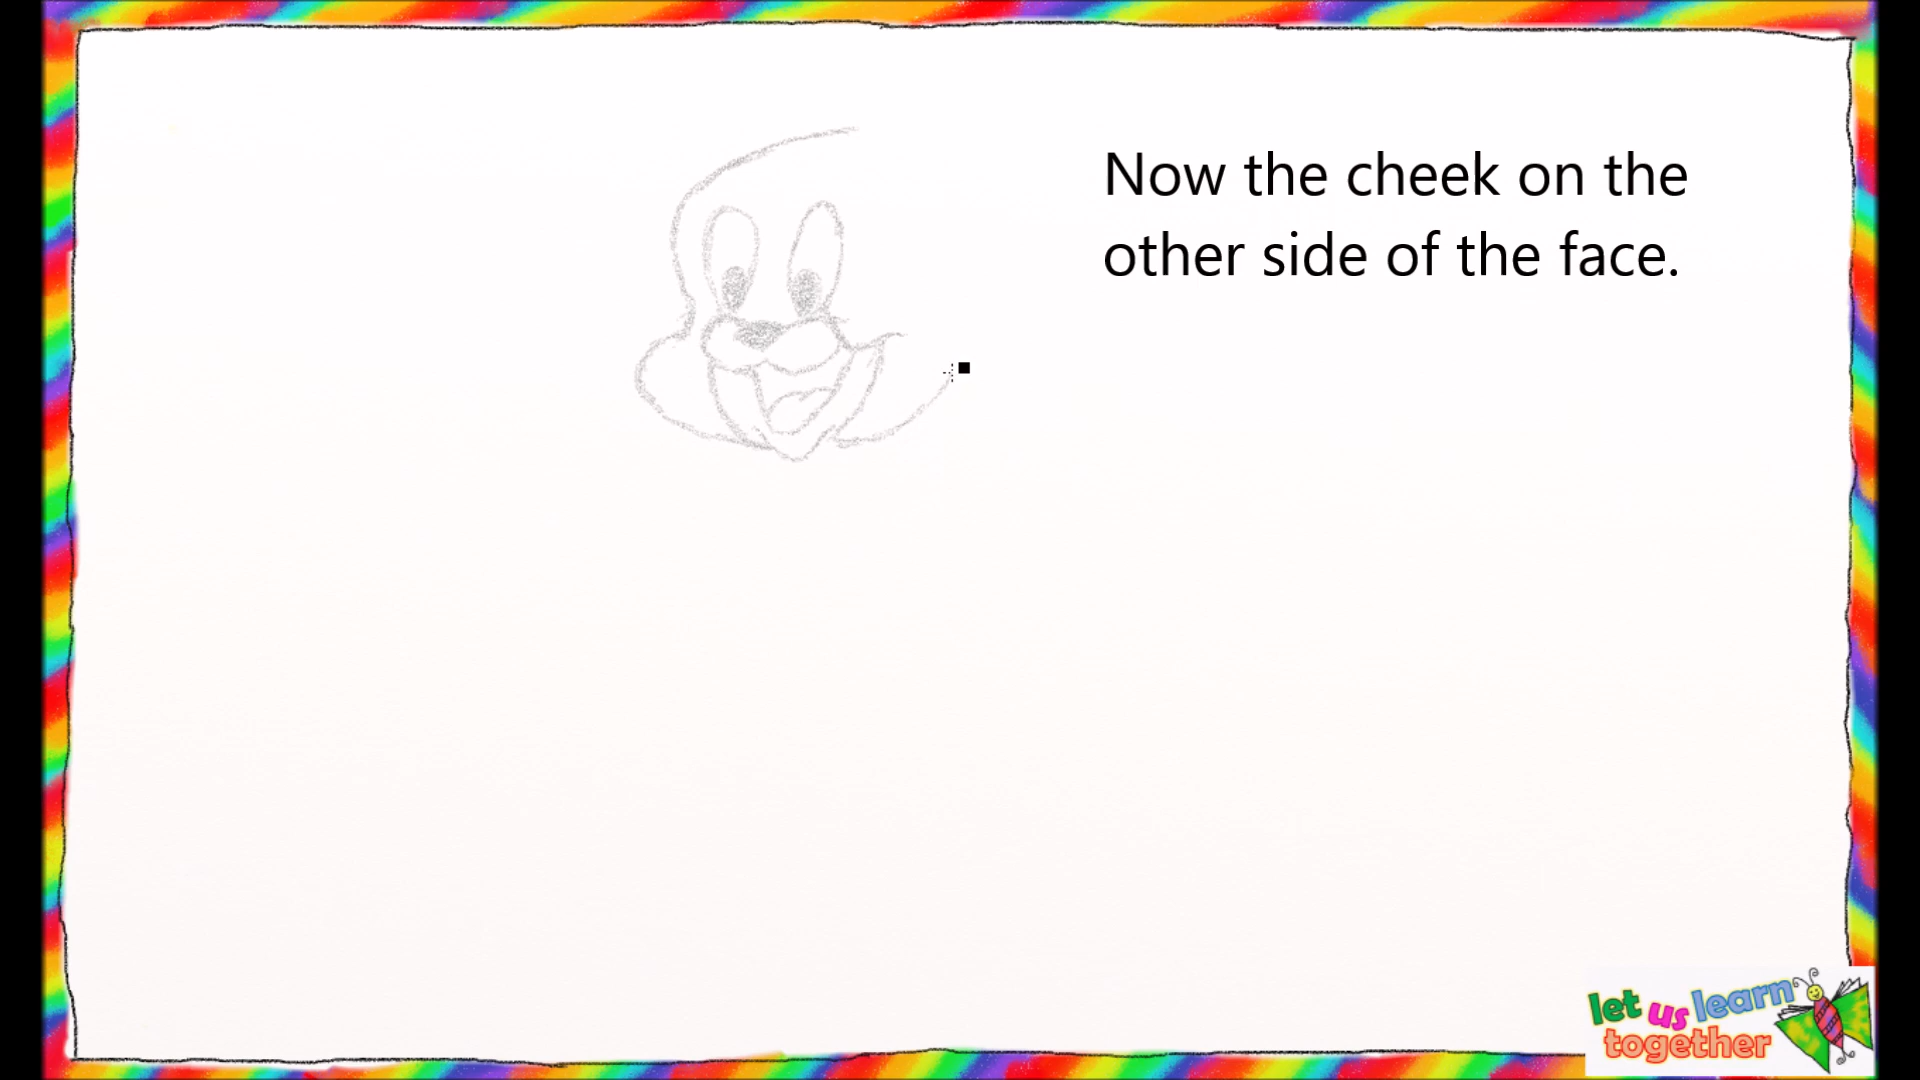 Now the cheek on the
other side of the face.
let us learn
together